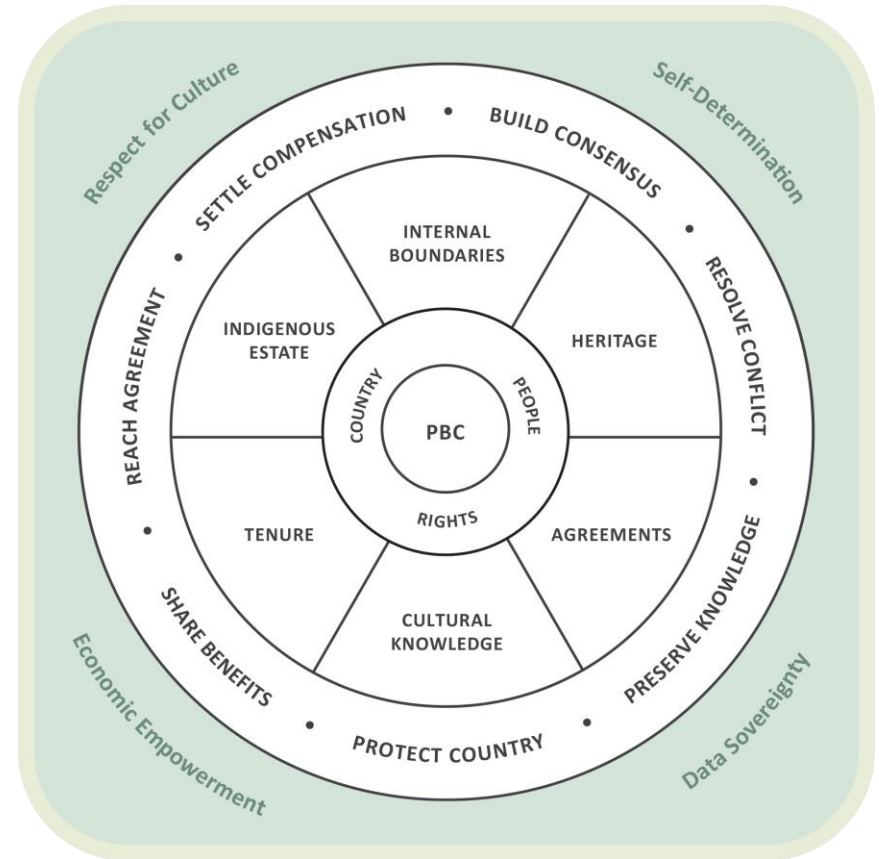 Respect for Culture
Self-Determination
SETTLE COMPENSATION
•
BUILD CONSENSUS
•
RESOLVE CONFLICT
•
PRESERVE KNOWLEDGE
•
PROTECT COUNTRY
•
SHARE BENEFITS
•
REACH AGREEMENT
•
INTERNAL
BOUNDARIES
HERITAGE
AGREEMENTS
CULTURAL
KNOWLEDGE
TENURE
INDIGENOUS
ESTATE
COUNTRY
PEOPLE
RIGHTS
PBC
Economic Empowerment
Data Sovereignty